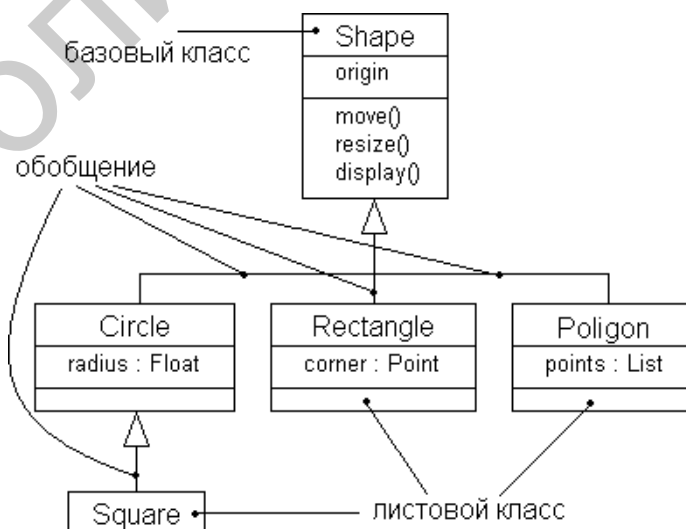 Shape
базовый класс
origin
move()
resize()
display()
обобщение
Circle
radius : Float
Rectangle
corner : Point
Poligon
points : List
Square
листовой класс